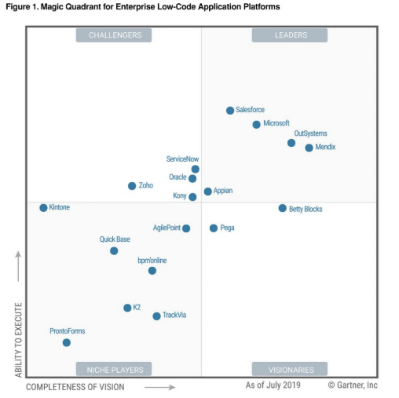 Figure 1. Magic Quadrant for Enterprise Low-Code Application Platforms
CHALLENGERS
LEADERS
Salesforce
Microsoft
OutSystems
Mendix
ServiceNow
Oracle
Zoho
Appian
Kony
Kintone
Betty Blocks
AgilePoint
Pega
Quick Base
bpm'online
K2
TrackVia
ProntoForms
NICHE PLAYERS
VISIONARIES
ABILITY TO EXECUTE
COMPLETENESS OF VISION
As of July 2019
© Gartner, Inc